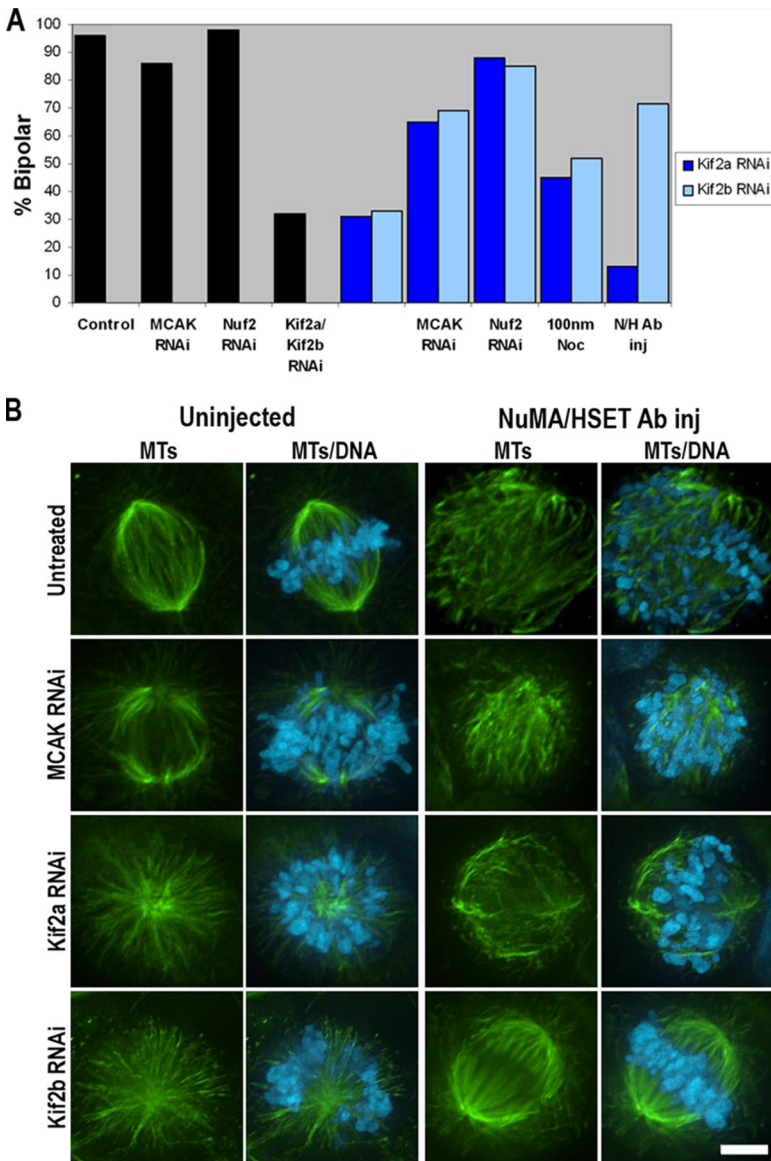 A
% Bipolar
100
90
80
70
60
50
40
30
20
10
0
Control
MCAK
RNAi
Nuf2
RNAi
Kif2a/
Kif2b
RNAi
MCAK
RNAi
Nuf2
RNAi
100nm
Noc
N/H Ab
inj
Kif2a RNAi
Kif2b RNAi
B
Uninjected
NuMA/HSET Ab inj
MTs
MTs/DNA
MTs
MTs/DNA
Untreated
MCAK RNAi
Kif2a RNAi
Kif2b RNAi